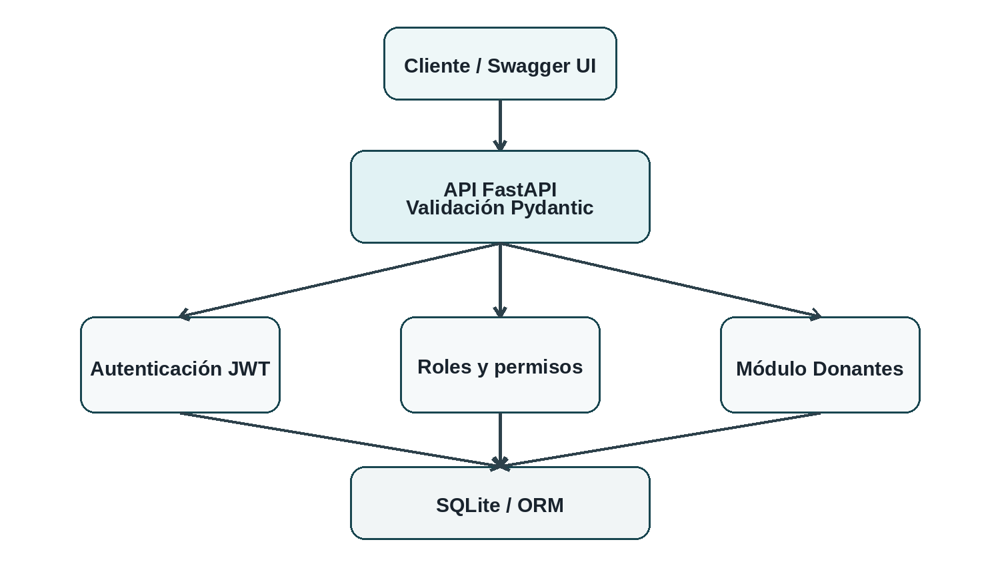 Cliente / Swagger UI
API FastAPI
Validación Pydantic
Autenticación JWT
Roles y permisos
Módulo Donantes
SQLite / ORM